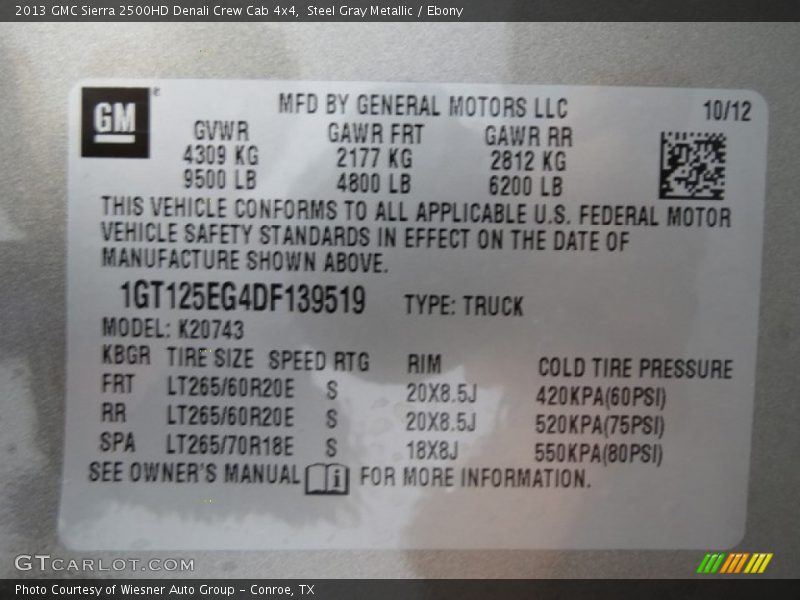 2013 GMC Sierra 2500HD Denali Crew Cab 4x4, Steel Gray Metallic / Ebony
GM
MFD BY GENERAL MOTORS LLC 10/12
GVWR GAWR FRT GAWR RR
4309 KG 2177 KG 2812 KG
9500 LB 4800 LB 6200 LB
THIS VEHICLE CONFORMS TO ALL APPLICABLE U.S. FEDERAL MOTOR
VEHICLE SAFETY STANDARDS IN EFFECT ON THE DATE OF
MANUFACTURE SHOWN ABOVE.
1GT125EG4DF139519 TYPE: TRUCK
MODEL: K20743
KBGR TIRE SIZE SPEED RTG RIM COLD TIRE PRESSURE
FRT LT265/60R20E S 20X8.5J 420KPA(60PSI)
RR LT265/60R20E S 20X8.5J 520KPA(75PSI)
SPA LT265/70R18E S 18X8J 550KPA(80PSI)
SEE OWNER'S MANUAL i FOR MORE INFORMATION.
GTCARLOT.COM
Photo Courtesy of Wiesner Auto Group - Conroe, TX